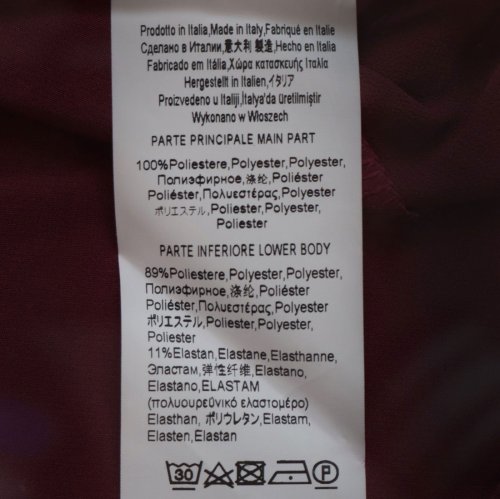 Prodotto in Italia,Made in Italy,Fabriqué en Italie
Сделано в Италии,意大利 製造,Hecho en Italia
Fabricado em Itália,Χώρα κατασκευής Ιταλία
Hergestellt in Italien,イタリア
Proizvedeno u Italiji,İtalya'da üretilmiştir
Wykonano w Włoszech
PARTE PRINCIPALE MAIN PART
100%Poliestere,Polyester,Polyester,
Полиэфирное,涤纶,Poliéster
Poliéster,Πολυεστέρας,Polyester
ポリエステル,Poliester,Polyester,
Poliester
PARTE INFERIORE LOWER BODY
89%Poliestere,Polyester,Polyester,
Полиэфирное,涤纶,Poliéster
Poliéster,Πολυεστέρας,Polyester
ポリエステル,Poliester,Polyester,
Poliester
11%Elastan,Elastane,Elasthanne,
Эластам,弹性纤维,Elastano,
Elastano,ELASTAM
(πολυουρεϋνικό ελαστομέρο)
Elasthan, ポリウレタン,Elastam,
Elasten,Elastan
30 P